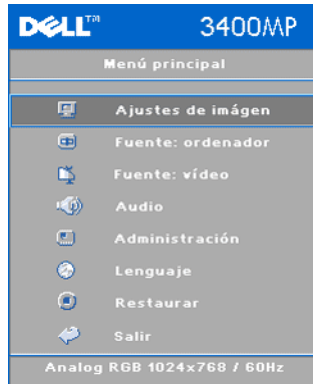 DELL™ 3400MP
Menú principal
Ajustes de imágen
Fuente: ordenador
Fuente: vídeo
Audio
Administración
Lenguaje
Restaurar
Salir
Analog RGB 1024x768 / 60Hz